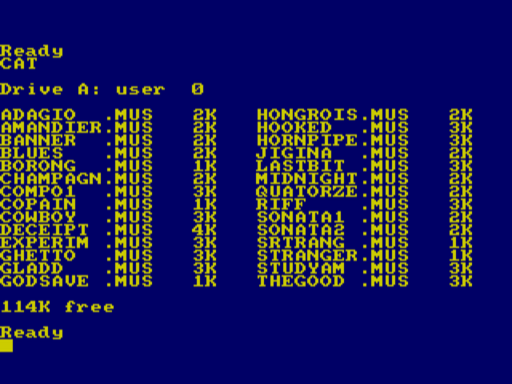 Ready
CAT
Drive A: user  0
ADAGIO  .MUS    2K    HONGROIS.MUS    2K
AMANDIER.MUS    2K    HOOKED  .MUS    3K
BANNER  .MUS    2K    HORNPIPE.MUS    3K
BLUES   .MUS    2K    JIGINA  .MUS    2K
BORONG  .MUS    1K    LASTBIT .MUS    3K
CHAMPAGN.MUS    2K    MIDNIGHT.MUS    3K
COMPO1  .MUS    3K    QUATORZE.MUS    2K
COPAIN  .MUS    1K    RIFF    .MUS    3K
COWBOY  .MUS    3K    SONATA1 .MUS    2K
DECEIPT .MUS    4K    SONATA2 .MUS    2K
EXPERIM .MUS    3K    SRTRANG .MUS    1K
GHETTO  .MUS    3K    STRANGER.MUS    1K
GLADD   .MUS    3K    STUDYAM .MUS    3K
GODSAVE .MUS    1K    THEGOOD .MUS    3K
114K free
Ready